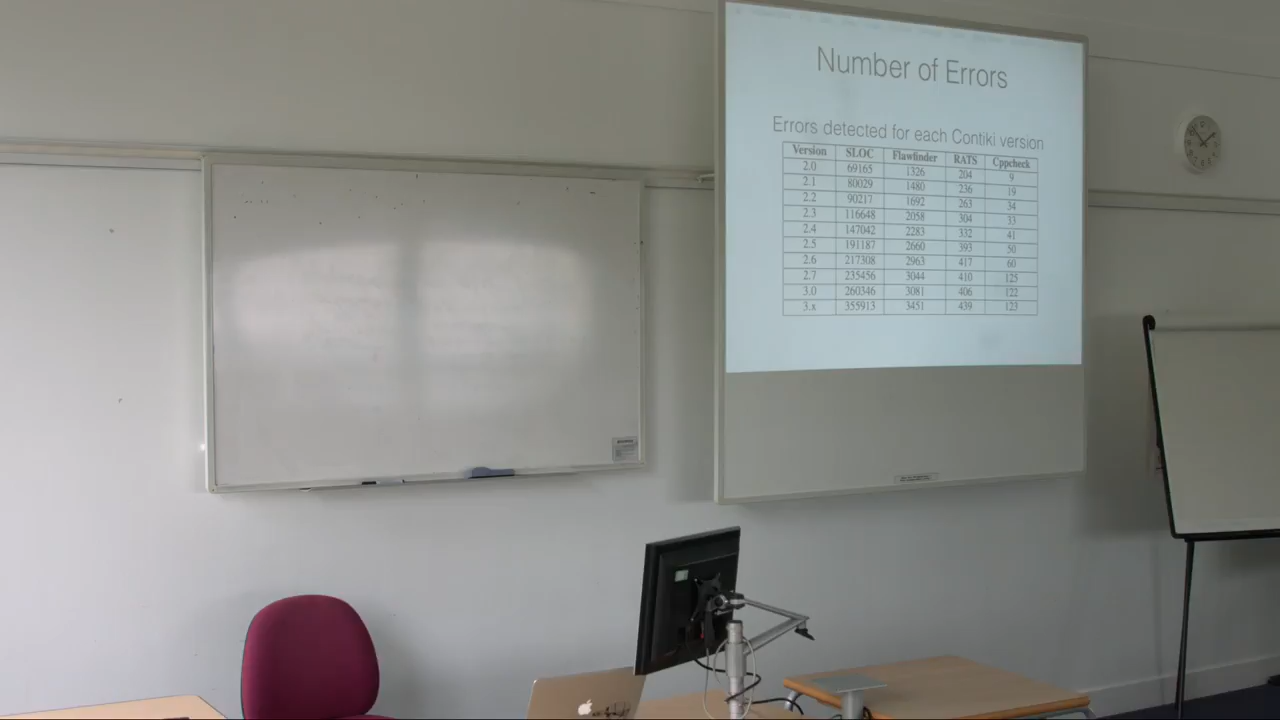 Number of Errors
Errors detected for each Contiki version
Version SLOC Flawfinder RATS Cppcheck
2.0 69165 1326 204 9
2.1 80029 1480 236 19
2.2 90217 1692 263 34
2.3 116648 2058 304 33
2.4 147042 2283 332 41
2.5 191187 2660 393 50
2.6 217308 2963 417 60
2.7 235456 3044 410 125
3.0 260346 3081 406 122
3.x 355913 3451 439 123